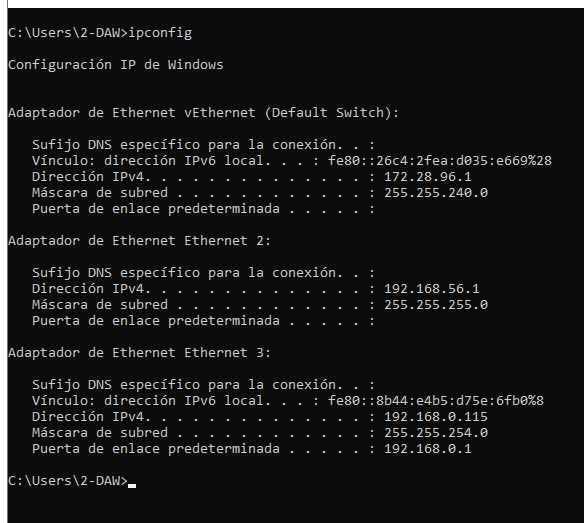 C:\Users\2-DAW>ipconfig
Configuración IP de Windows
Adaptador de Ethernet vEthernet (Default Switch):
Sufijo DNS específico para la conexión. . :
Vínculo: dirección IPv6 local. . . : fe80::26c4:2fea:d035:e669%28
Dirección IPv4. . . . . . . . . . . . . . : 172.28.96.1
Máscara de subred . . . . . . . . . . . . : 255.255.240.0
Puerta de enlace predeterminada . . . . . :
Adaptador de Ethernet Ethernet 2:
Sufijo DNS específico para la conexión. . :
Dirección IPv4. . . . . . . . . . . . . . : 192.168.56.1
Máscara de subred . . . . . . . . . . . . : 255.255.255.0
Puerta de enlace predeterminada . . . . . :
Adaptador de Ethernet Ethernet 3:
Sufijo DNS específico para la conexión. . :
Vínculo: dirección IPv6 local. . . : fe80::8b44:e4b5:d75e:6fb0%8
Dirección IPv4. . . . . . . . . . . . . . : 192.168.0.115
Máscara de subred . . . . . . . . . . . . : 255.255.254.0
Puerta de enlace predeterminada . . . . . : 192.168.0.1
C:\Users\2-DAW>